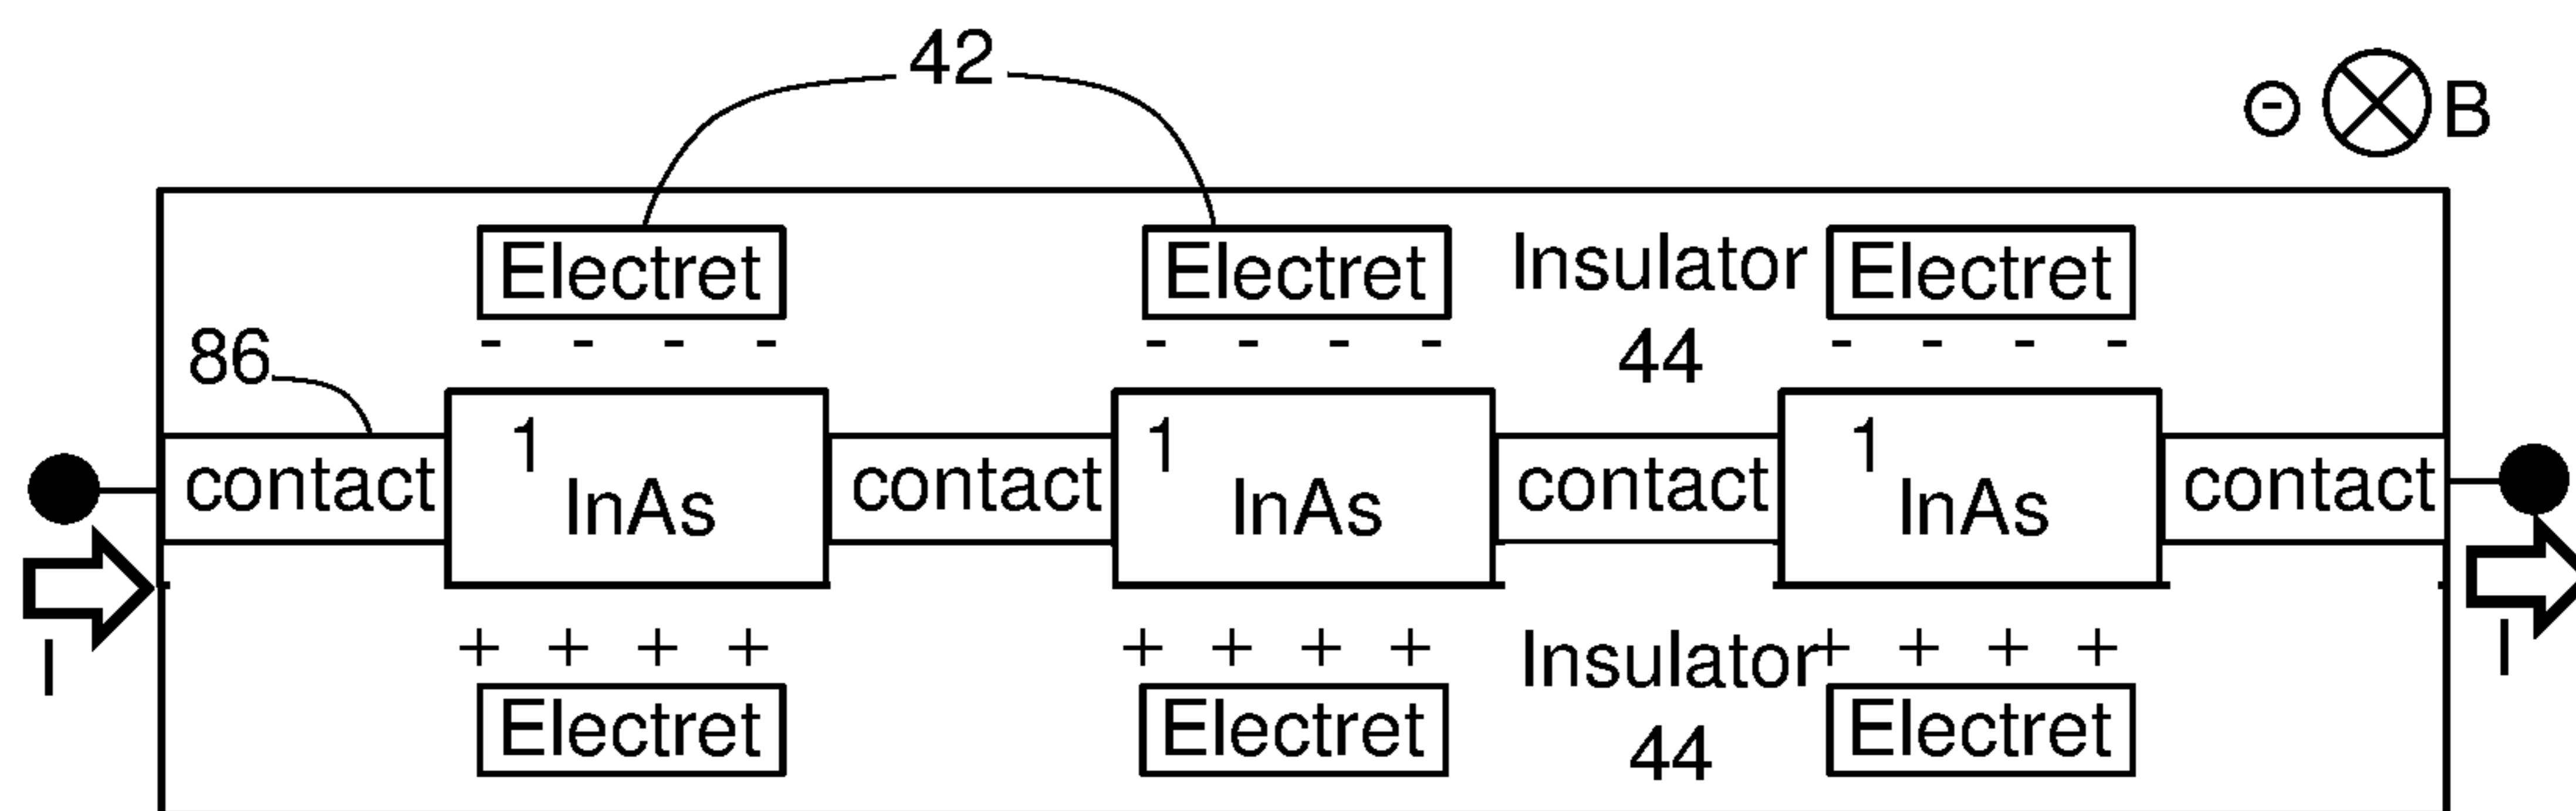 42
⊖ ⊗ B
Electret Electret Insulator Electret
86 - - - - - - - - 44 - - - -
1 1 1
contact InAs contact InAs contact InAs contact
I + + + + + + + + Insulator + + + + I
Electret Electret 44 Electret